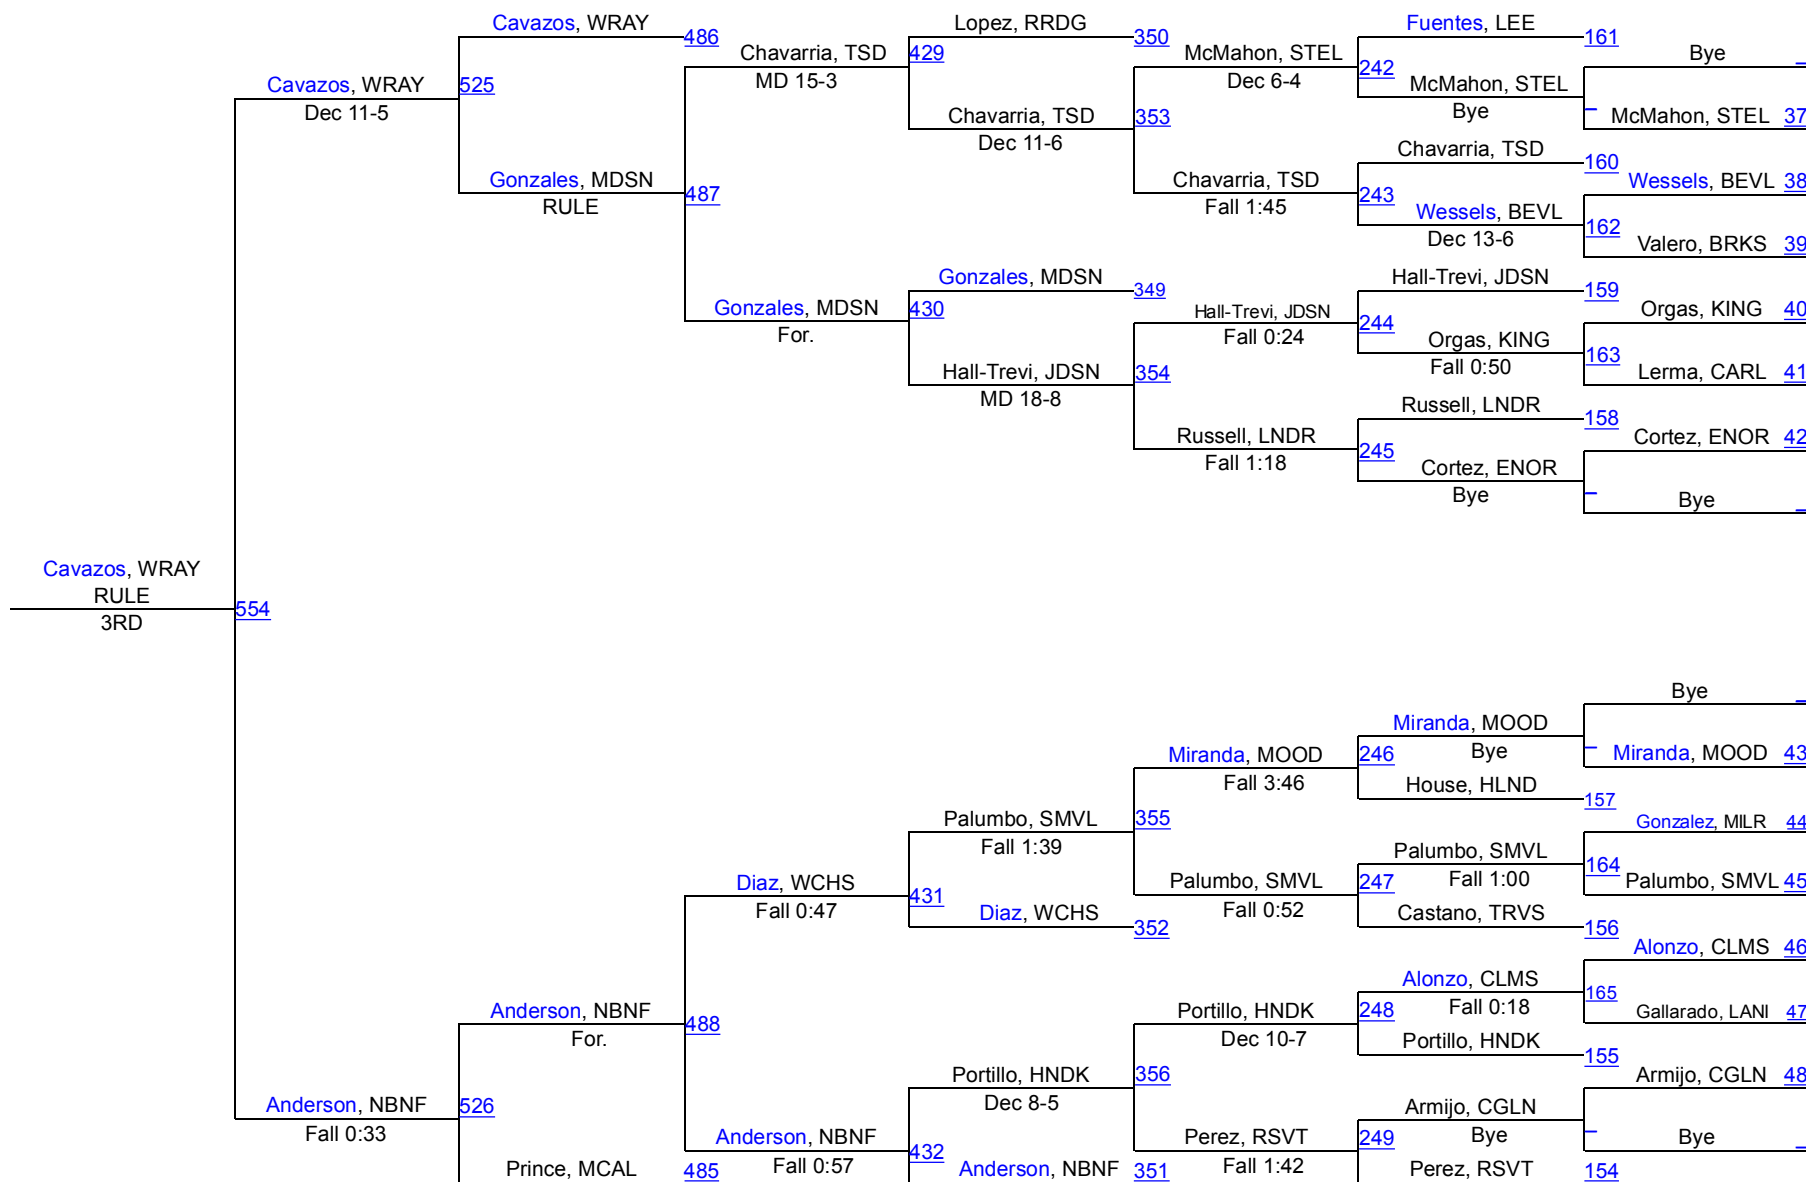 Cavazos, WRAY
486
Lopez, RRDG
350
Fuentes, LEE
161
Chavarria, TSD
429
MD 15-3
McMahon, STEL
Dec 6-4
242
McMahon, STEL
Bye
Bye
McMahon, STEL 37
Cavazos, WRAY
Dec 11-5
525
Chavarria, TSD
Dec 11-6
353
Chavarria, TSD
160
Chavarria, TSD
Fall 1:45
243
Wessels, BEVL 38
Wessels, BEVL
Dec 13-6
162
Valero, BRKS 39
Gonzales, MDSN
RULE
487
Gonzales, MDSN
349
Hall-Trevi, JDSN
159
Gonzales, MDSN
For.
430
Hall-Trevi, JDSN
Fall 0:24
244
Orgas, KING 40
Orgas, KING
Fall 0:50
163
Lerma, CARL 41
Hall-Trevi, JDSN
MD 18-8
354
Russell, LNDR
158
Russell, LNDR
Fall 1:18
245
Cortez, ENOR 42
Cortez, ENOR
Bye
Bye
Cavazos, WRAY
RULE
3RD
554
Bye
Miranda, MOOD
Bye
Miranda, MOOD 43
Miranda, MOOD
Fall 3:46
246
House, HLND
157
Palumbo, SMVL
Fall 1:39
355
Gonzalez, MILR 44
Palumbo, SMVL
Fall 1:00
164
Palumbo, SMVL 45
Diaz, WCHS
Fall 0:47
431
Palumbo, SMVL
Fall 0:52
247
Diaz, WCHS
352
Castano, TRVS
156
Alonzo, CLMS 46
Alonzo, CLMS
Fall 0:18
165
Gallarado, LANI 47
Anderson, NBNF
For.
488
Portillo, HNDK
Dec 10-7
248
Portillo, HNDK
155
Portillo, HNDK
Dec 8-5
356
Armijo, CGLN 48
Anderson, NBNF
Fall 0:33
526
Armijo, CGLN
Bye
Bye
Anderson, NBNF
Fall 0:57
432
Perez, RSVT
Fall 1:42
249
Prince, MCAL
485
Anderson, NBNF 351
Perez, RSVT
154